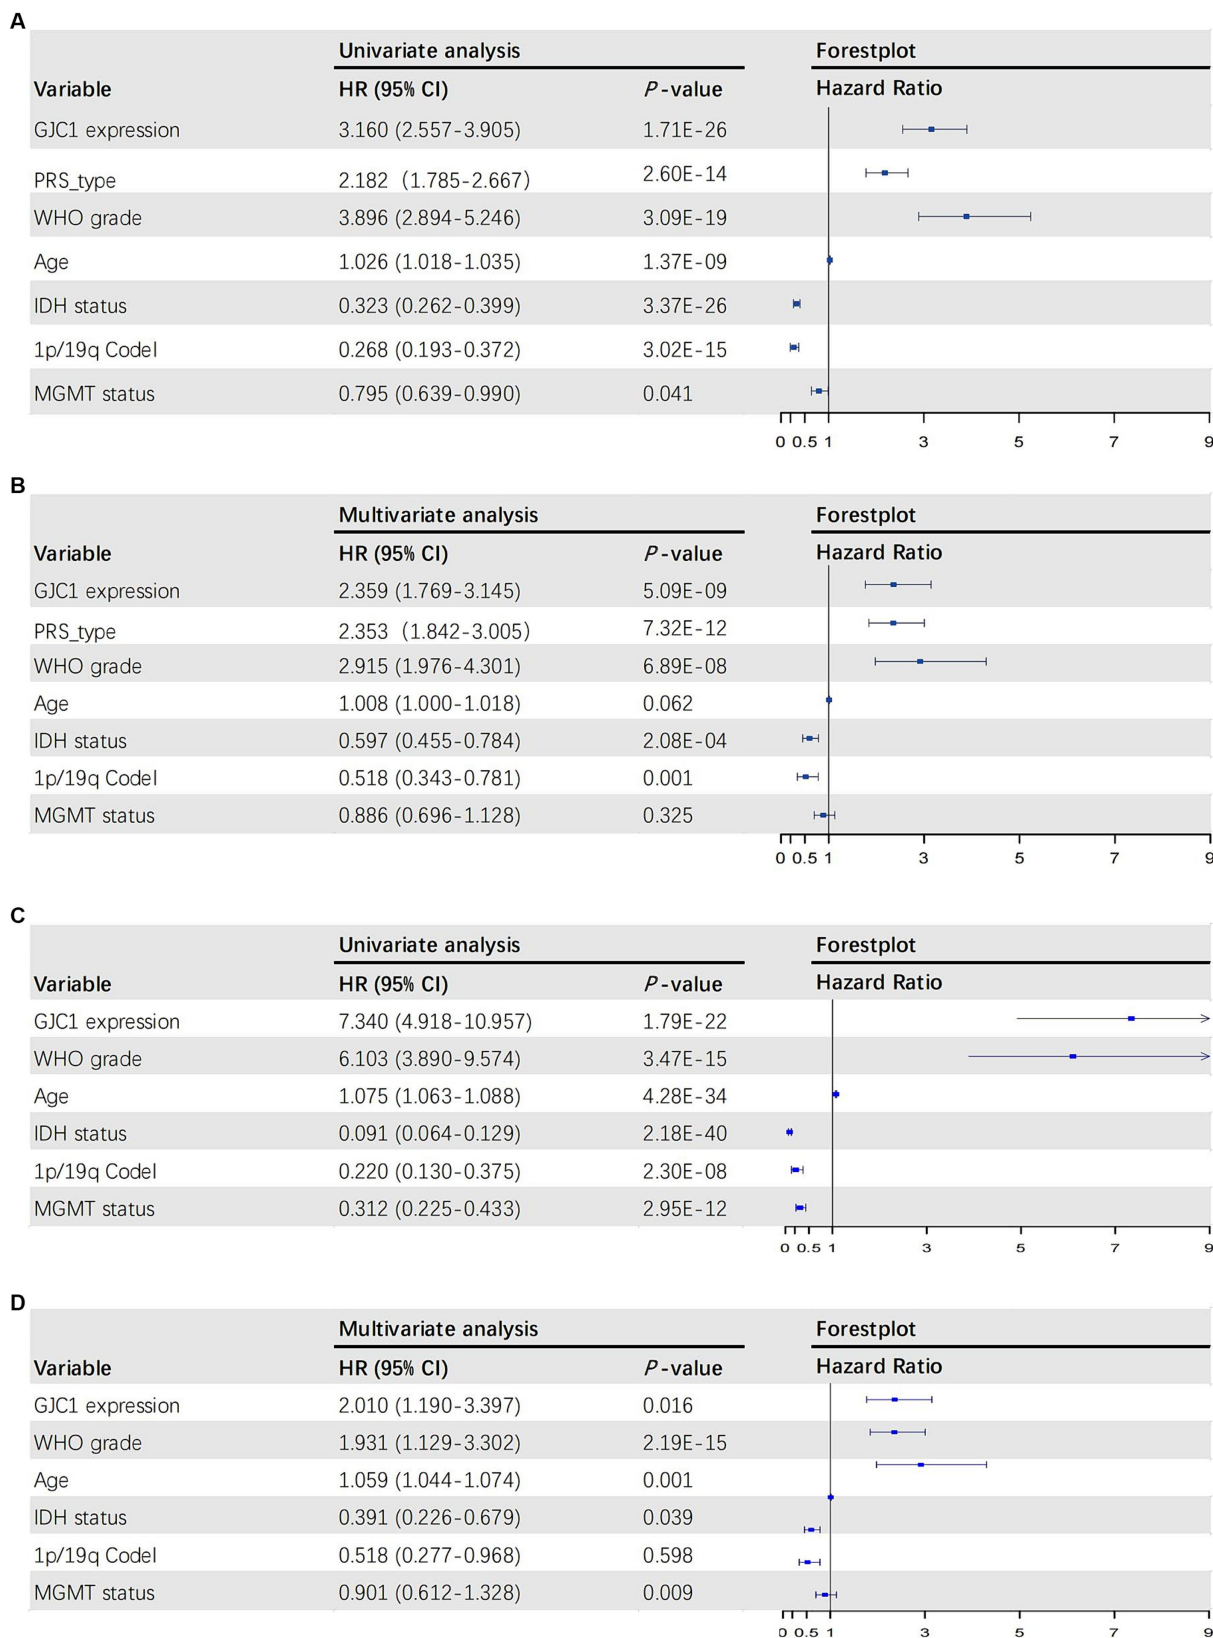 A
Univariate analysis Forestplot
Variable HR (95% CI) P-value Hazard Ratio
GJC1 expression 3.160 (2.557-3.905) 1.71E-26
PRS_type 2.182 (1.785-2.667) 2.60E-14
WHO grade 3.896 (2.894-5.246) 3.09E-19
Age 1.026 (1.018-1.035) 1.37E-09
IDH status 0.323 (0.262-0.399) 3.37E-26
1p/19q Codel 0.268 (0.193-0.372) 3.02E-15
MGMT status 0.795 (0.639-0.990) 0.041
0 0.5 1 3 5 7 9
B
Multivariate analysis Forestplot
Variable HR (95% CI) P-value Hazard Ratio
GJC1 expression 2.359 (1.769-3.145) 5.09E-09
PRS_type 2.353 (1.842-3.005) 7.32E-12
WHO grade 2.915 (1.976-4.301) 6.89E-08
Age 1.008 (1.000-1.018) 0.062
IDH status 0.597 (0.455-0.784) 2.08E-04
1p/19q Codel 0.518 (0.343-0.781) 0.001
MGMT status 0.886 (0.696-1.128) 0.325
0 0.5 1 3 5 7 9
C
Univariate analysis Forestplot
Variable HR (95% CI) P-value Hazard Ratio
GJC1 expression 7.340 (4.918-10.957) 1.79E-22
WHO grade 6.103 (3.890-9.574) 3.47E-15
Age 1.075 (1.063-1.088) 4.28E-34
IDH status 0.091 (0.064-0.129) 2.18E-40
1p/19q Codel 0.220 (0.130-0.375) 2.30E-08
MGMT status 0.312 (0.225-0.433) 2.95E-12
0 0.5 1 3 5 7 9
D
Multivariate analysis Forestplot
Variable HR (95% CI) P-value Hazard Ratio
GJC1 expression 2.010 (1.190-3.397) 0.016
WHO grade 1.931 (1.129-3.302) 2.19E-15
Age 1.059 (1.044-1.074) 0.001
IDH status 0.391 (0.226-0.679) 0.039
1p/19q Codel 0.518 (0.277-0.968) 0.598
MGMT status 0.901 (0.612-1.328) 0.009
0 0.5 1 3 5 7 9